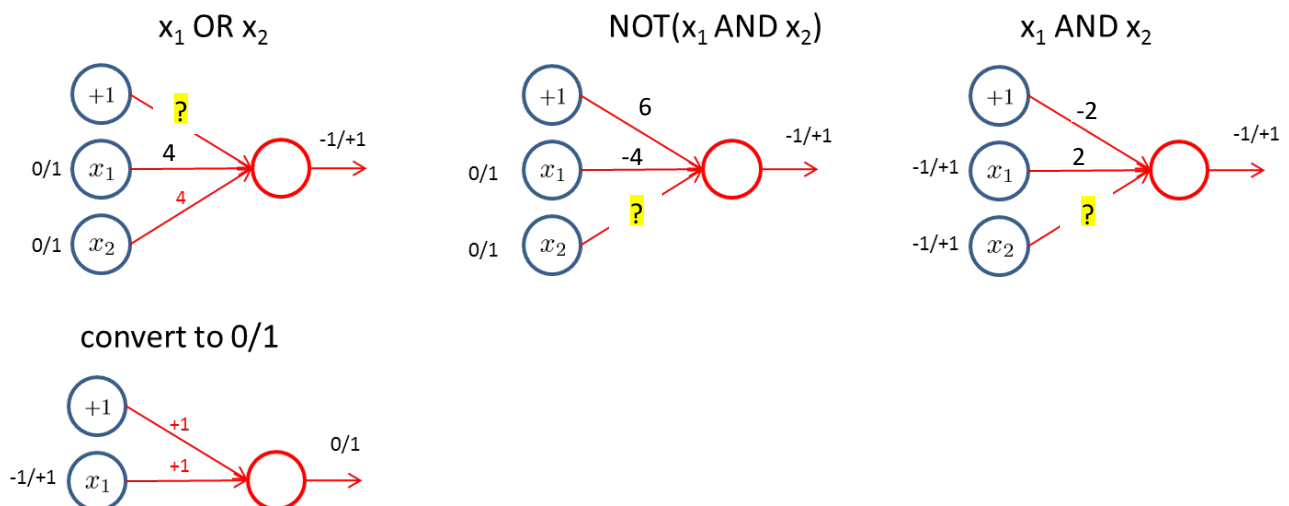 x₁ OR x₂
+1
?
0/1
x₁
4
-1/+1
4
0/1
x₂
NOT(x₁ AND x₂)
+1
6
0/1
x₁
-4
-1/+1
?
0/1
x₂
x₁ AND x₂
+1
-2
-1/+1
x₁
2
-1/+1
?
-1/+1
x₂
convert to 0/1
+1
+1
-1/+1
x₁
+1
0/1